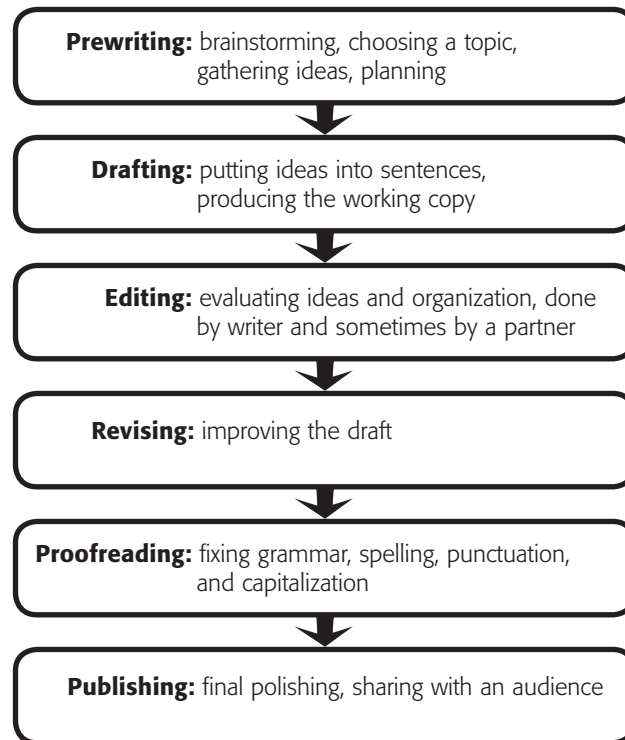 Prewriting: brainstorming, choosing a topic,
gathering ideas, planning
Drafting: putting ideas into sentences,
producing the working copy
Editing: evaluating ideas and organization, done
by writer and sometimes by a partner
Revising: improving the draft
Proofreading: fixing grammar, spelling, punctuation,
and capitalization
Publishing: final polishing, sharing with an audience